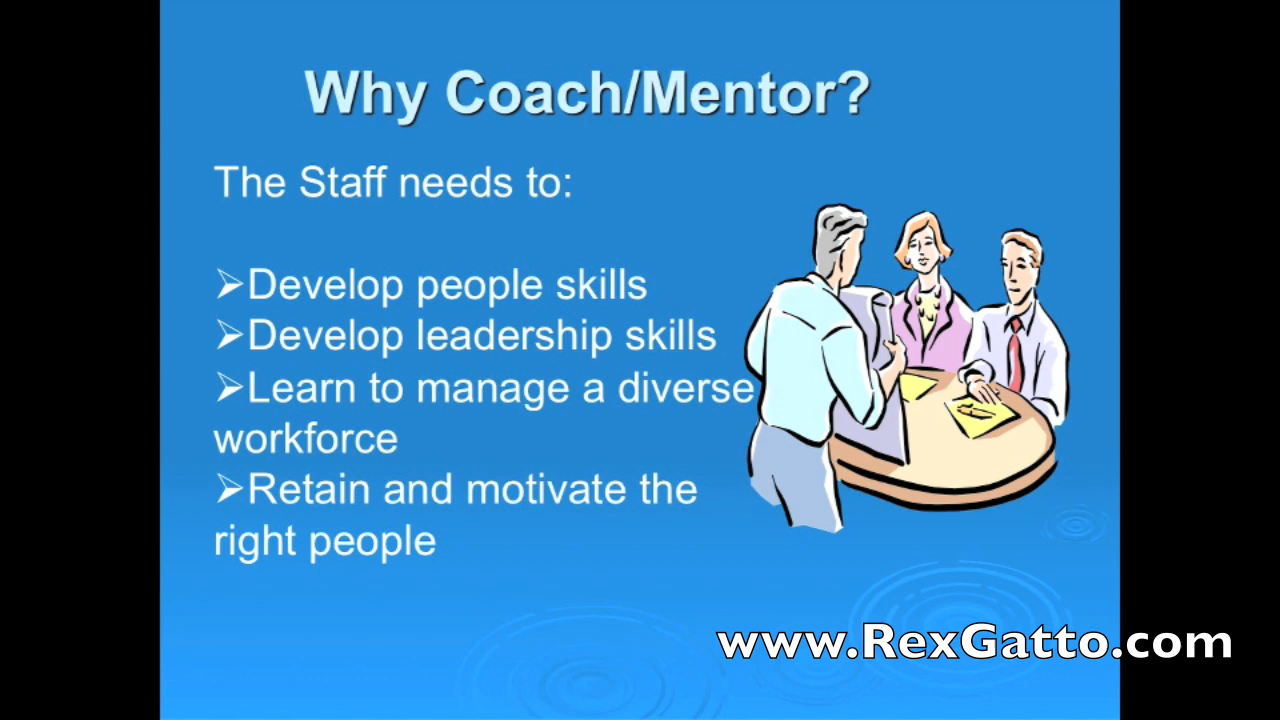 Why Coach/Mentor?
The Staff needs to:
➢Develop people skills
➢Develop leadership skills
➢Learn to manage a diverse
workforce
➢Retain and motivate the
right people
www.RexGatto.com